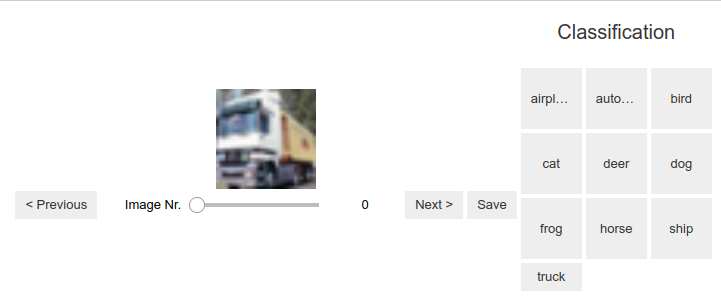 Classification
airpl…
auto…
bird
cat
deer
dog
< Previous
Image Nr.
0
Next >
Save
frog
horse
ship
truck